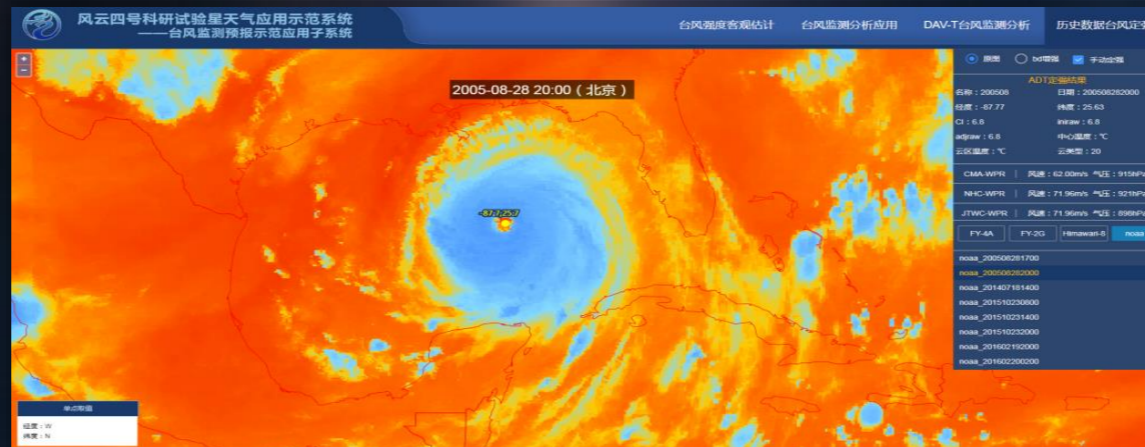 风云四号科研试验星天气应用示范系统
——台风监测预报示范应用子系统
台风强度客观估计 台风监测分析应用 DAV-T台风监测分析 历史数据台风定强
+
−
2005-08-28 20:00 ( 北京 )
-87.7,25.7
原图 bd增强 手动定强
ADT定强结果
名称：200508 日期：200508282000
经度：-87.77 纬度：25.63
CI：6.8 iniraw：6.8
adjraw：6.8 中心温度：℃
云区温度：℃ 云类型：20
CMA-WPR | 风速：62.00m/s 气压：915hPa
NHC-WPR | 风速：71.96m/s 气压：921hPa
JTWC-WPR | 风速：71.96m/s 气压：898hPa
FY-4A FY-2G Himawari-8 noaa
noaa_200508281700
noaa_200508282000
noaa_201407181400
noaa_201510230800
noaa_201510231400
noaa_201510232000
noaa_201602192000
noaa_201602200200
单点取值
经度：W
纬度：N